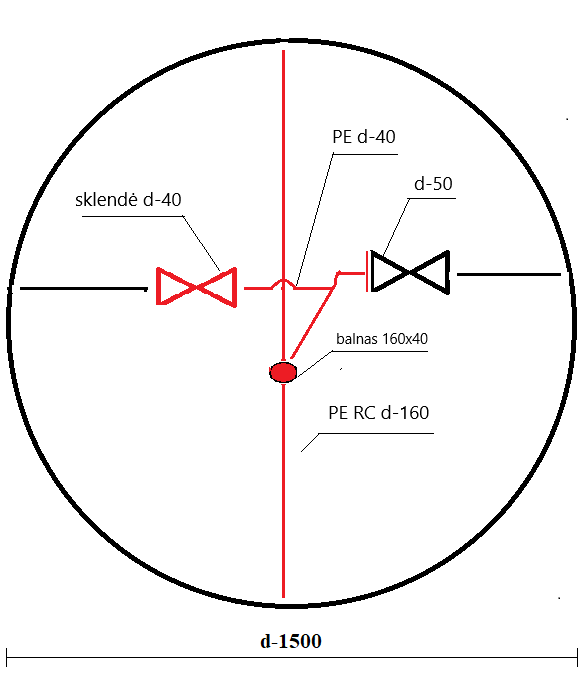 PE d-40
sklendė d-40
d-50
balnas 160x40
PE RC d-160
d-1500